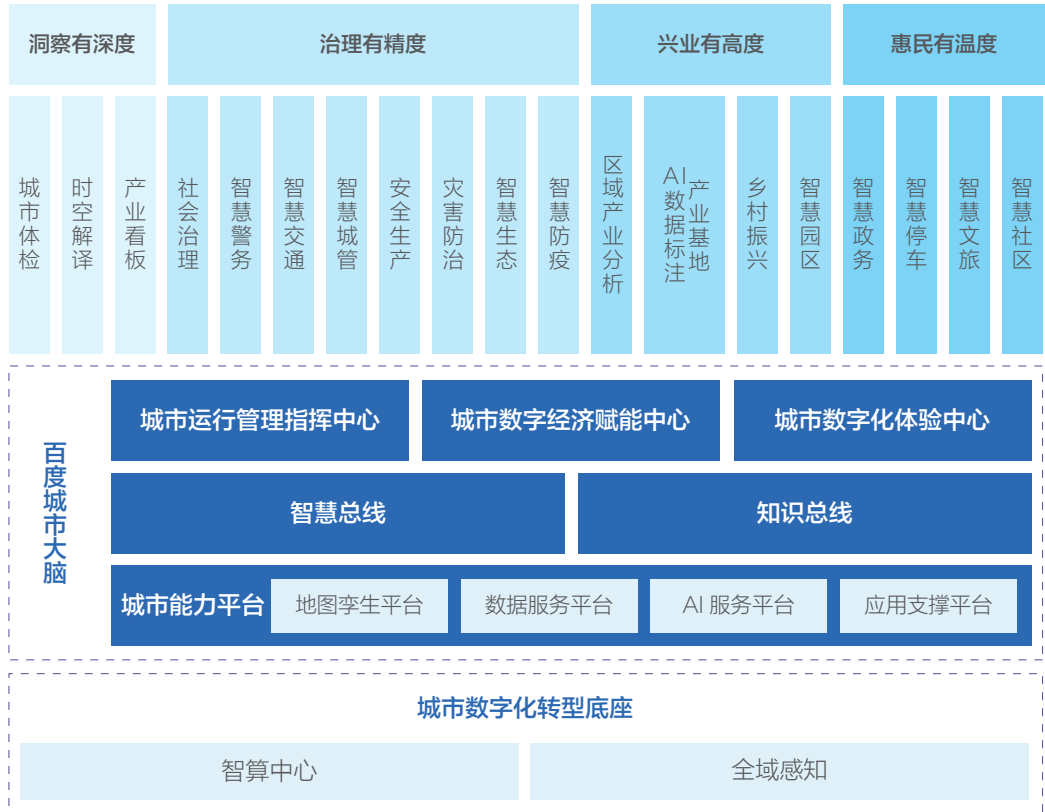 洞察有深度
治理有精度
兴业有高度
惠民有温度
城市体检
时空解译
产业看板
社会治理
智慧警务
智慧交通
智慧城管
安全生产
灾害防治
智慧生态
智慧防疫
区域产业分析
AI数据标注
产业基地
乡村振兴
智慧园区
智慧政务
智慧停车
智慧文旅
智慧社区
百度城市大脑
城市运行管理指挥中心
城市数字经济赋能中心
城市数字化体验中心
智慧总线
知识总线
城市能力平台
地图孪生平台
数据服务平台
AI 服务平台
应用支撑平台
城市数字化转型底座
智算中心
全域感知